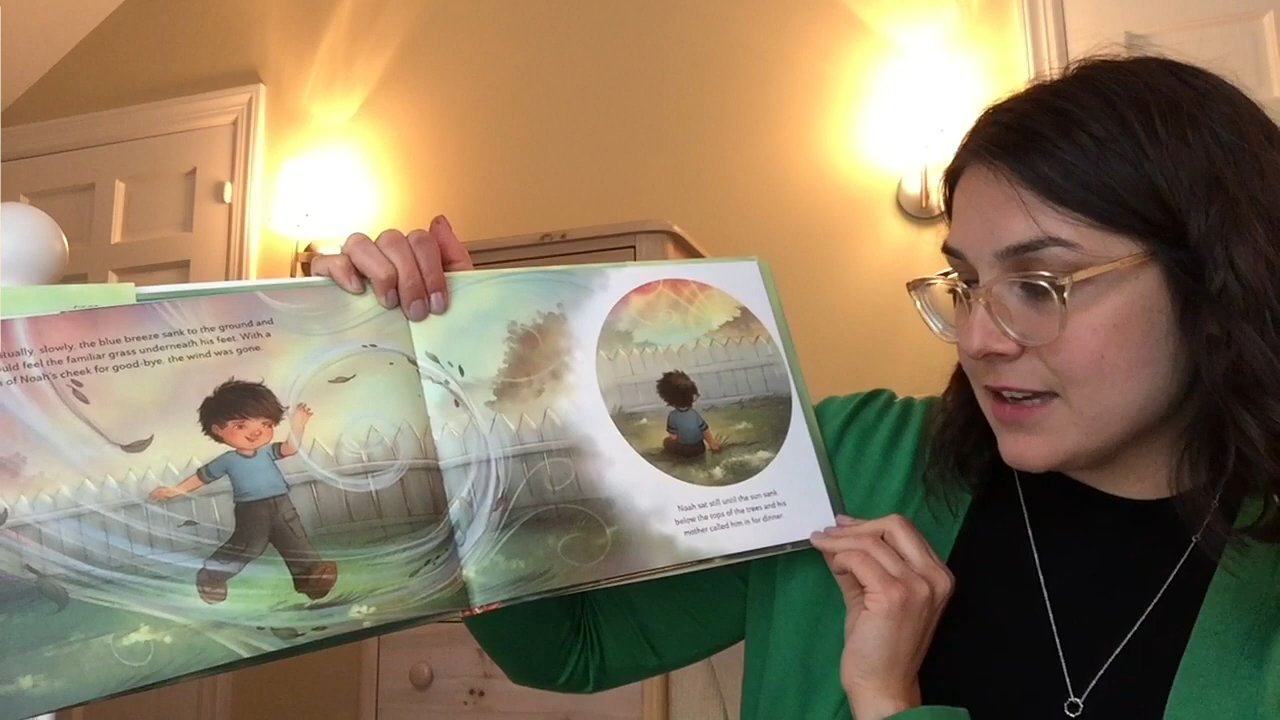 slowly, the blue breeze sank to the ground and
feel the familiar grass underneath his feet. With a
of Noah's cheek for good-bye, the wind was gone.
Noah sat still until the sun sank
below the tops of the trees and his
mother called him in for dinner.